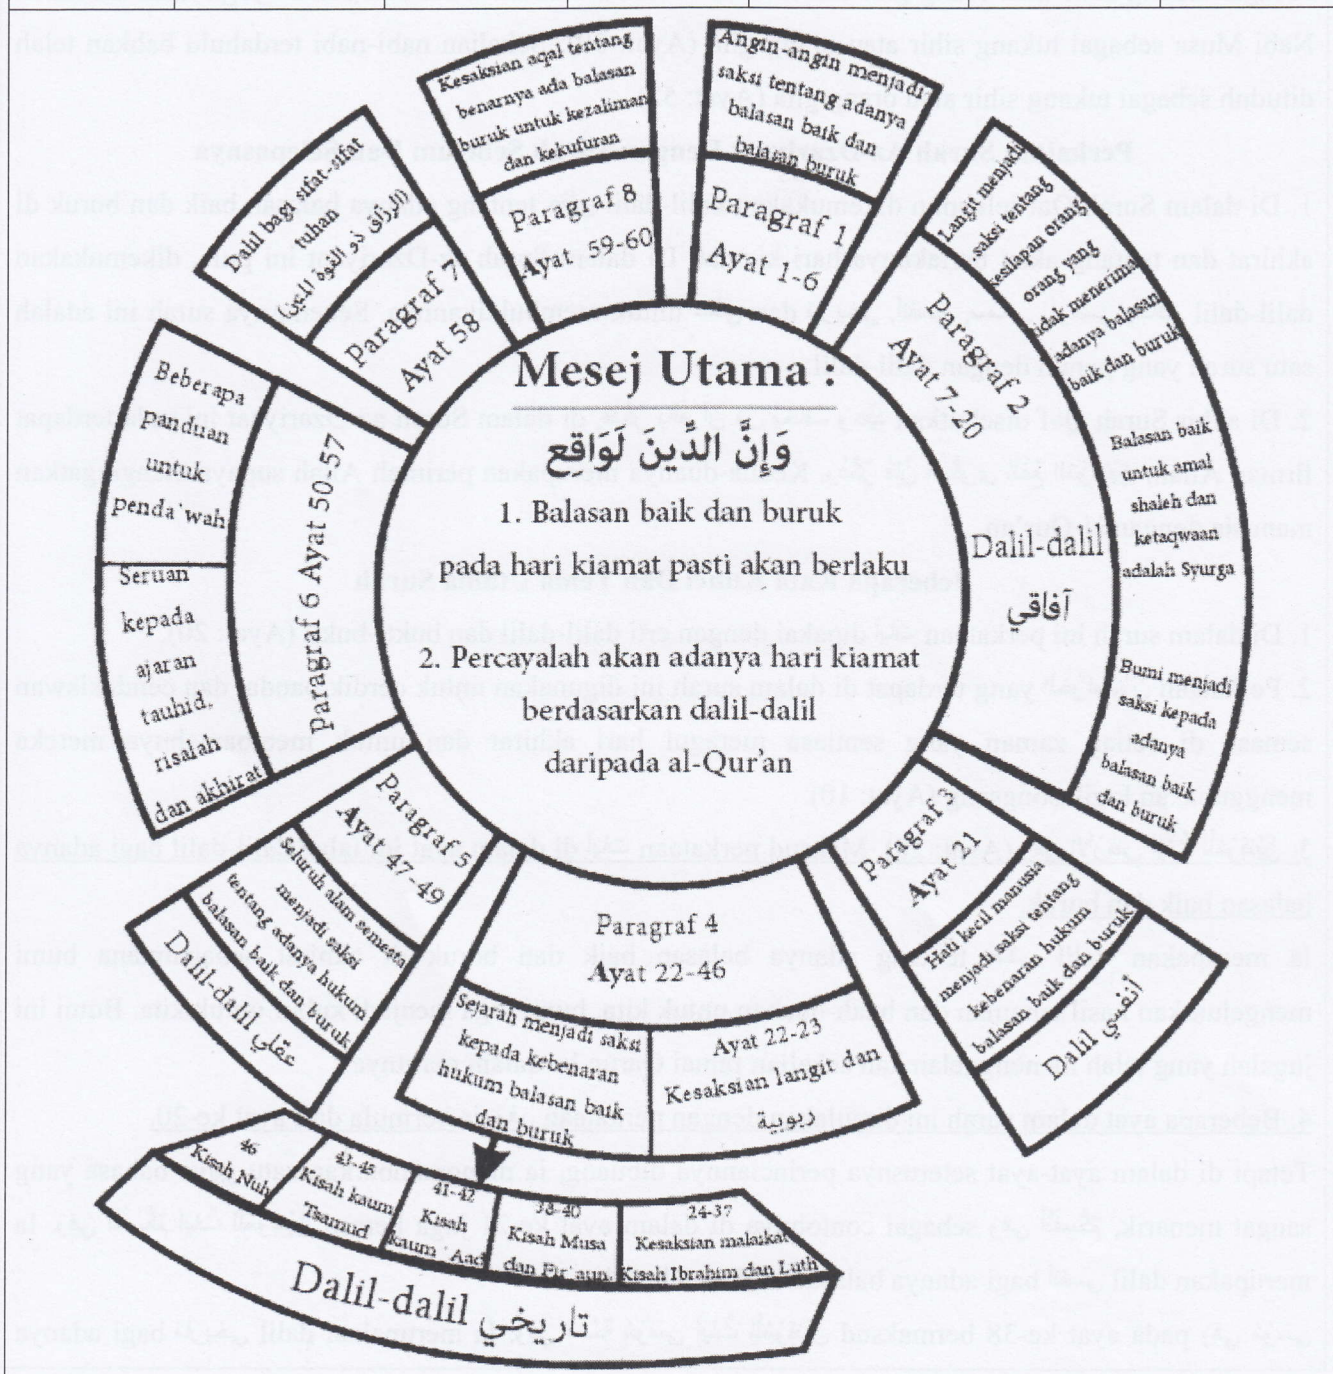 Mesej Utama :
وَإِنَّ الدِّينَ لَوَاقِع
1. Balasan baik dan buruk
pada hari kiamat pasti akan berlaku
2. Percayalah akan adanya hari kiamat
berdasarkan dalil-dalil
daripada al-Qur'an
Angin-angin menjadi
saksi tentang adanya
balasan baik dan
balasan buruk
Paragraf 1
Ayat 1-6
Langit menjadi
saksi tentang
kesilapan orang-
orang yang
tidak menerima
adanya balasan
baik dan buruk
Paragraf 2
Ayat 7-20
Balasan baik
untuk amal
shaleh dan
ketaqwaan
adalah Syurga
Dalil-dalil
آفاقي
Bumi menjadi
saksi kepada
adanya
balasan baik
dan buruk
Paragraf 3
Ayat 21
Hati kecil manusia
menjadi saksi tentang
kebenaran hukum
balasan baik dan buruk
Dalil أنفسي
Paragraf 4
Ayat 22-46
Ayat 22-23
Kesaksian langit dan
ربوبية
Sejarah menjadi saksi
kepada kebenaran
hukum balasan baik
dan buruk
24-37
Kesaksian malaikat
Kisah Ibrahim dan Luth
38-40
Kisah Musa
dan Fir`aun
41-42
Kisah
kaum `Aad
43-45
Kisah kaum
Tsamud
46
Kisah Nuh
Dalil-dalil تاريخي
Paragraf 5
Ayat 47-49
Seluruh alam semesta
menjadi saksi
tentang adanya hukum
balasan baik dan buruk
Dalil-dalil
عقلي
Paragraf 6 Ayat 50-57
Beberapa
panduan
untuk
penda`wah
Seruan
kepada
ajaran
tauhid,
risalah
dan akhirat
Dalil bagi sifat-sifat
tuhan
Paragraf 7
Ayat 58
Kesaksian aqal tentang
benarnya ada balasan
buruk untuk kezaliman
dan kekufuran
Paragraf 8
Ayat 59-60